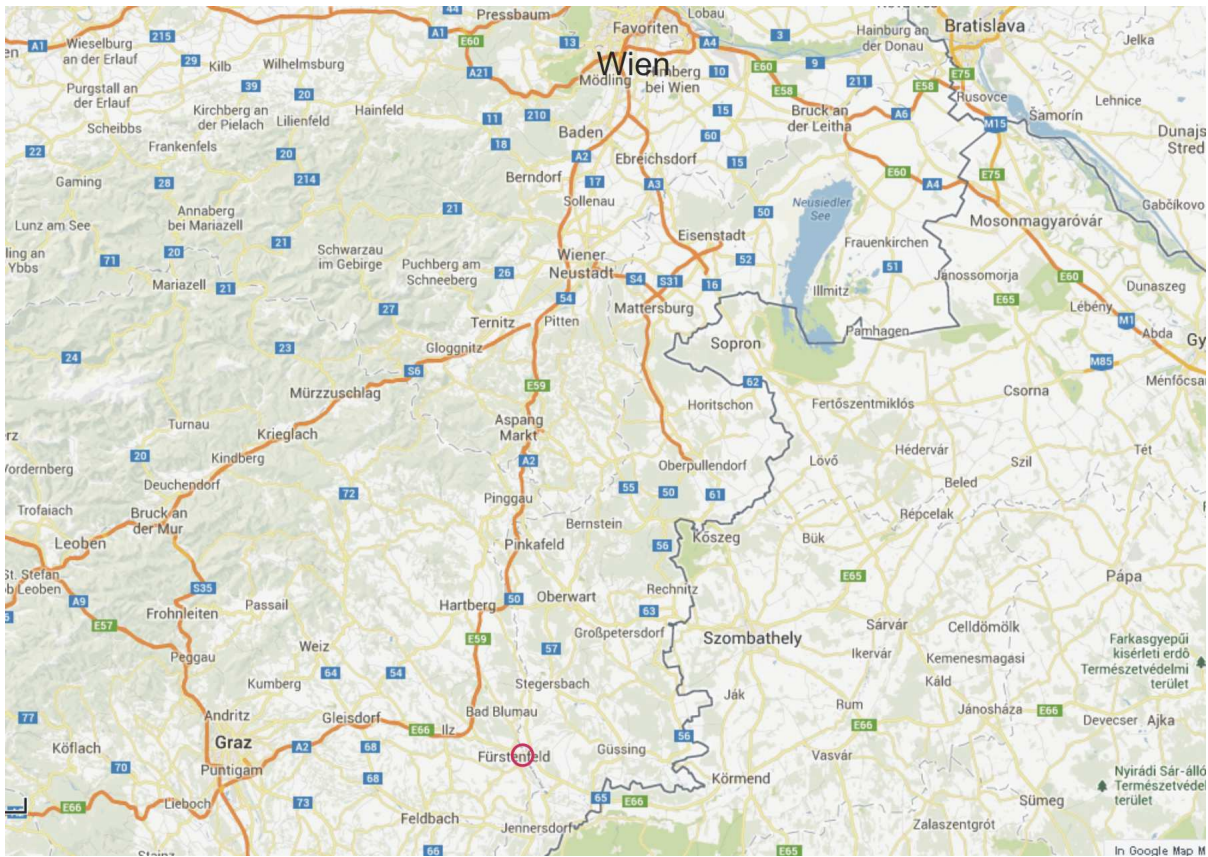 44
Pressbaum
Favoriten
Lobau
Hainburg an
der Donau
Bratislava
A1
Wieselburg
an der Erlauf
215
29
Kilb
Wilhelmsburg
A1
E60
13
Wien
A4
3
Jelka
A21
Mödling
bei Wien
10
E60
9
211
E75
E58
Rusovce
Lehnice
Purgstall an
der Erlauf
39
Kirchberg an
der Pielach
20
Lilienfeld
Hainfeld
11
210
E58
15
Bruck an
der Leitha
A6
M15
Šamorín
Scheibbs
Frankenfels
18
Baden
60
Dunajs
Stred
22
20
A2
Ebreichsdorf
15
E60
E75
Gaming
28
214
Berndorf
17
A3
A4
Lunz am See
Annaberg
bei Mariazell
21
Sollenau
50
Neusiedler
See
Mosonmagyaróvár
Gabčíkovo
ling an
Ybbs
71
20
21
Schwarzau
im Gebirge
Puchberg am
Schneeberg
26
Wiener
Neustadt
Eisenstadt
52
Frauenkirchen
51
Jánossomorja
E60
Mariazell
21
S4
S31
16
Illmitz
E65
Dunaszeg
27
54
Mattersburg
Lébény
Ternitz
Pitten
Pamhagen
M1
Abda
24
23
Gloggnitz
Sopron
Gy
S6
M85
Mürzzuschlag
E59
62
Csorna
Ménfőcsa
Turnau
Aspang
Markt
Horitschon
Fertőszentmiklós
Krieglach
Vordernberg
20
Kindberg
A2
Oberpullendorf
Lövő
Hédervár
Szil
Tét
Deuchendorf
72
Pinggau
55
50
61
Beled
Trofaiach
Bruck an
der Mur
Bernstein
Répcelak
Leoben
Pinkafeld
56
Kőszeg
Bük
St. Stefan
ob Leoben
S35
Rechnitz
E65
Pápa
A9
Frohnleiten
Passail
Hartberg
50
Oberwart
63
E57
Weiz
E59
Großpetersdorf
Szombathely
Sárvár
Celldömölk
Peggau
57
Ikervár
Kemenesmagasi
Farkasgyepűi
kisérleti erdő
Természetvédelmi
terület
Kumberg
64
54
Stegersbach
Ják
Káld
77
Andritz
Gleisdorf
Bad Blumau
Rum
Jánosháza
E66
Devecser
Ajka
Köflach
Graz
A2
68
E66
Ilz
Güssing
56
E66
70
Puntigam
68
Fürstenfeld
Vasvár
Körmend
Nyirádi Sár-álló
Természetvédel
terület
E66
Lieboch
73
65
E66
Sümeg
Feldbach
Jennersdorf
Zalaszentgrót
66
E65
In Google Map M